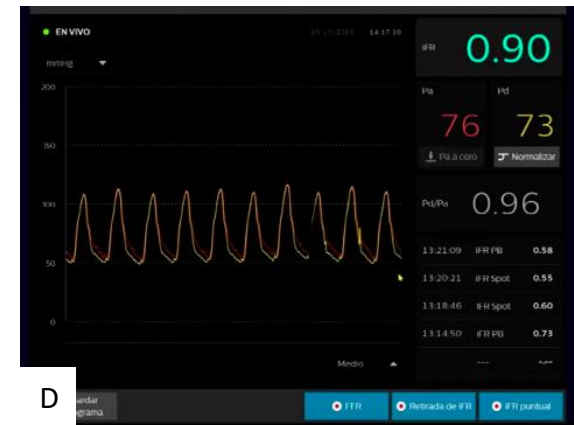 EN VIVO
14:17:20
mmHg
200
150
100
50
0
Medio
iFR
0.90
Pa
Pd
76
73
Pa a cero
Normalizar
Pd/Pa
0.96
13:21:09 iFR PB 0.58
13:20:21 iFR Spot 0.55
13:18:46 iFR Spot 0.60
13:14:50 iFR PB 0.73
--- -.--
D
FFR
Retirada de iFR
iFR puntual